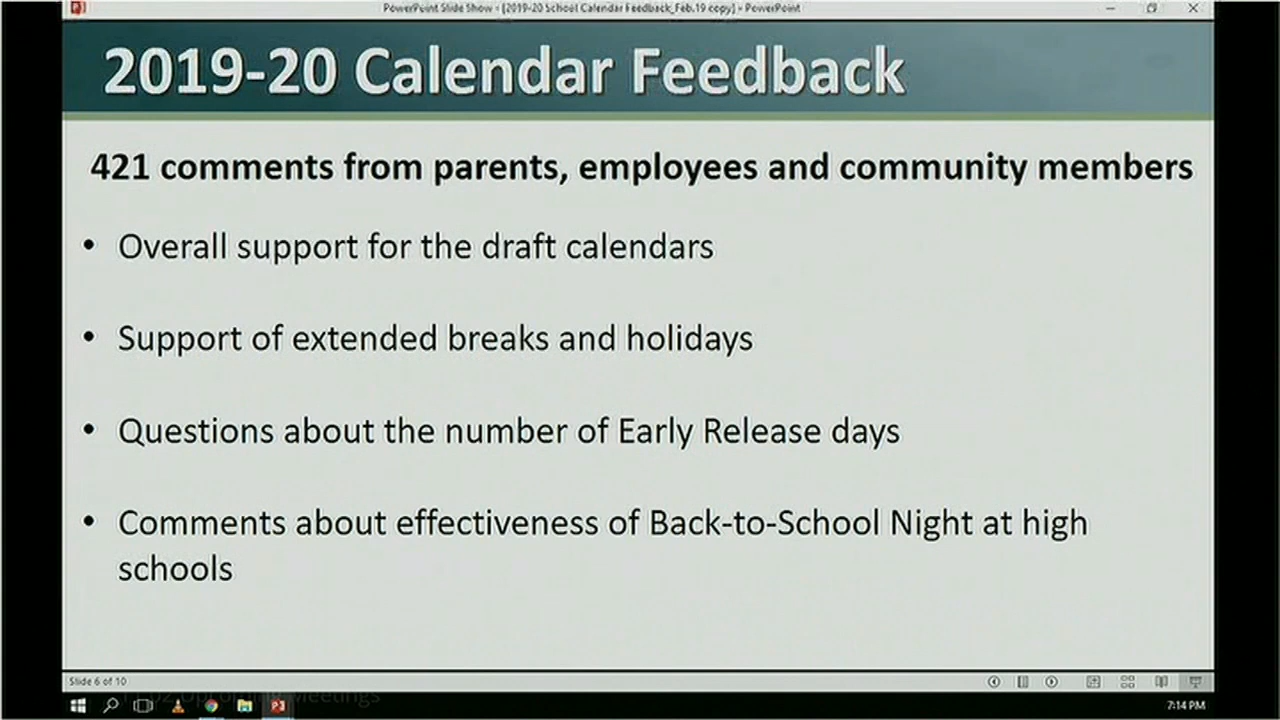 PowerPoint Slide Show - [2019-20 School Calendar Feedback_Feb.19 copy] - PowerPoint
2019-20 Calendar Feedback
421 comments from parents, employees and community members
• Overall support for the draft calendars
• Support of extended breaks and holidays
• Questions about the number of Early Release days
• Comments about effectiveness of Back-to-School Night at high
schools
Slide 6 of 10
Upcoming Meetings
7:14 PM